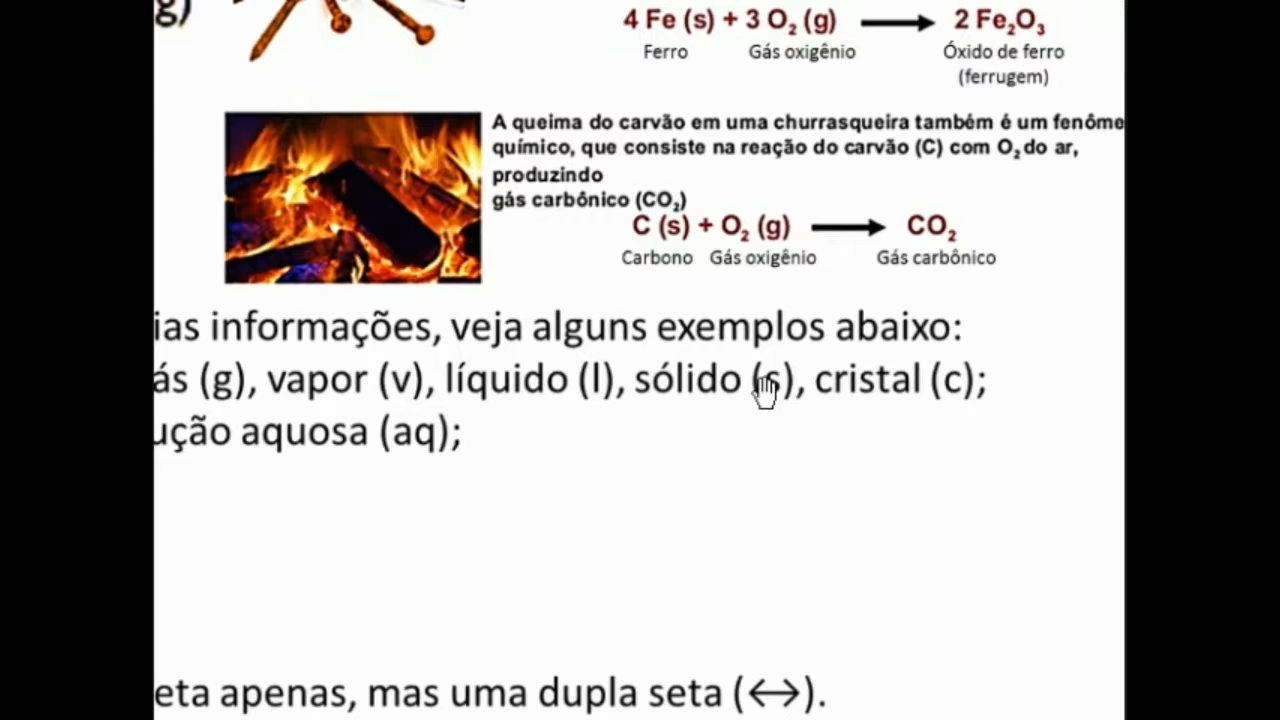 g)
4 Fe (s) + 3 O₂ (g) → 2 Fe₂O₃
Ferro Gás oxigênio Óxido de ferro
(ferrugem)
A queima do carvão em uma churrasqueira também é um fenôme
químico, que consiste na reação do carvão (C) com O₂ do ar,
produzindo
gás carbônico (CO₂)
C (s) + O₂ (g) → CO₂
Carbono Gás oxigênio Gás carbônico
ias informações, veja alguns exemplos abaixo:
ás (g), vapor (v), líquido (l), sólido (s), cristal (c);
ução aquosa (aq);
eta apenas, mas uma dupla seta (↔).